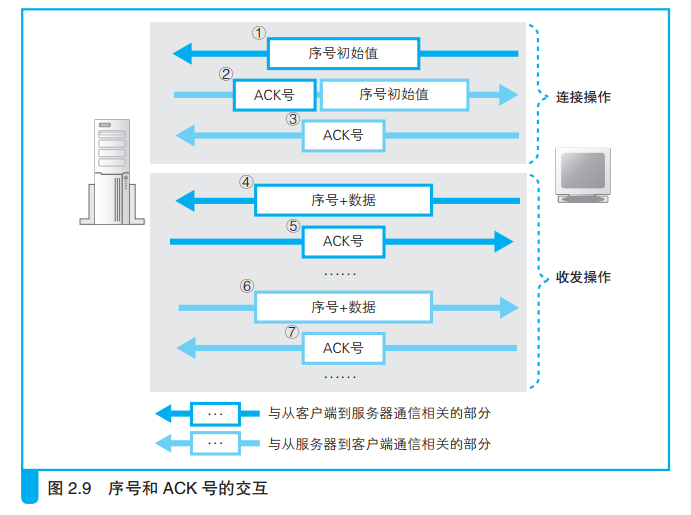 ① 序号初始值
② ACK号 序号初始值
③ ACK号
连接操作
④ 序号+数据
⑤ ACK号
……
⑥ 序号+数据
⑦ ACK号
……
收发操作
… 与从客户端到服务器通信相关的部分
… 与从服务器到客户端通信相关的部分
图 2.9 序号和 ACK 号的交互